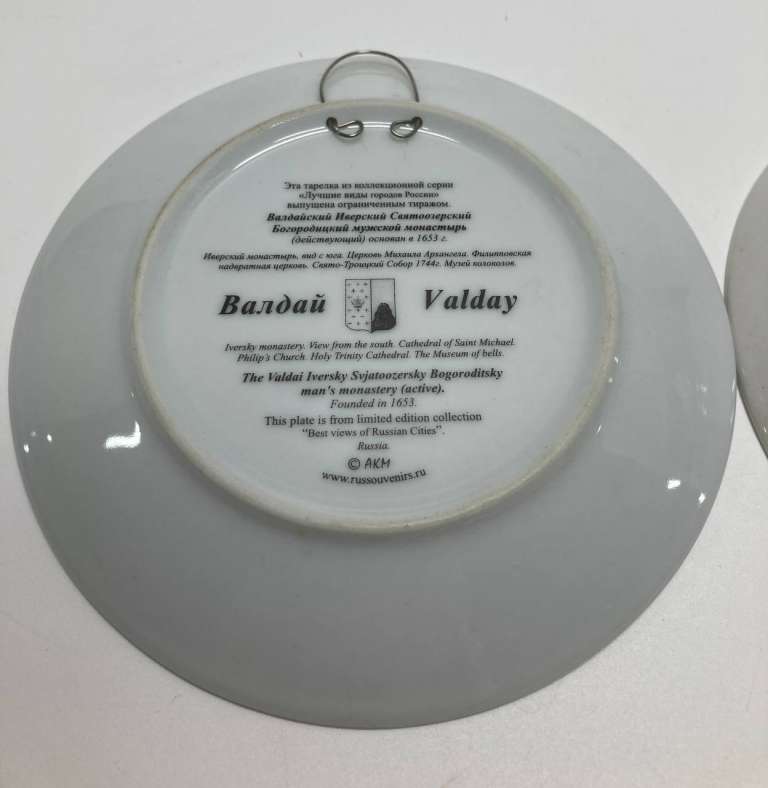 Эта тарелка из коллекционной серии
«Лучшие виды городов России»
выпущена ограниченным тиражом.
Валдайский Иверский Святоозерский
Богородицкий мужской монастырь
(действующий) основан в 1653 г.
Иверский монастырь, вид с юга. Церковь Михаила Архангела. Филипповская
надвратная церковь. Свято-Троицкий Собор 1744г. Музей колоколов.
Валдай Valday
Iversky monastery. View from the south. Cathedral of Saint Michael.
Philip's Church. Holy Trinity Cathedral. The Museum of bells.
The Valdai Iversky Svjatoozersky Bogoroditsky
man's monastery (active).
Founded in 1653.
This plate is from limited edition collection
"Best views of Russian Cities".
Russia.
© AKM
www.russouvenirs.ru